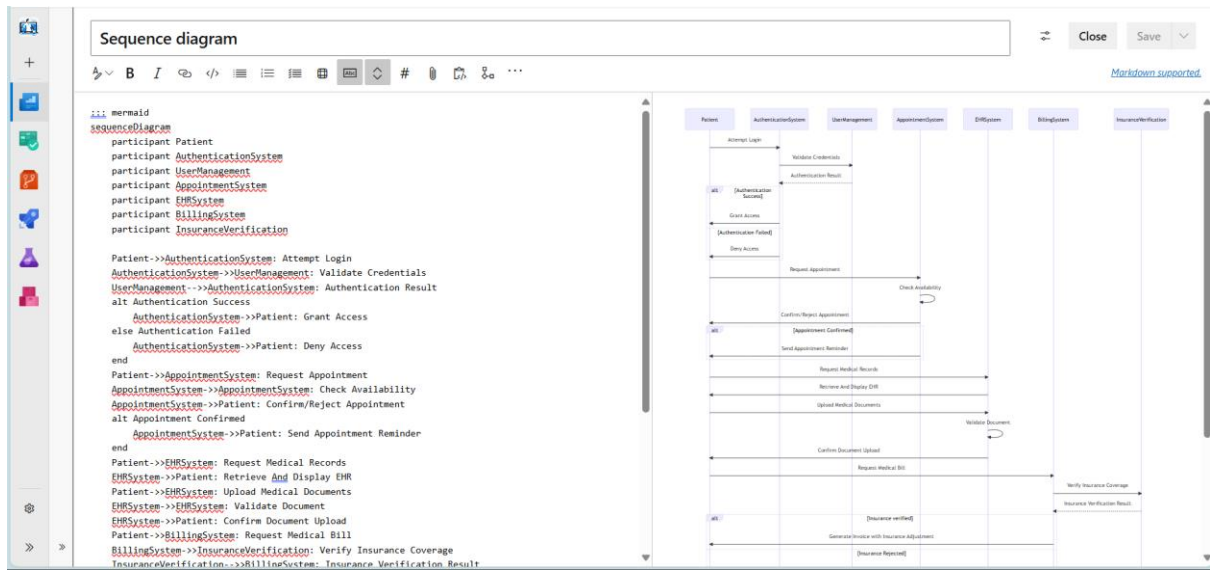 Sequence diagram
Close
Save
B I </> #
Markdown supported.
::: mermaid
sequenceDiagram
participant Patient
participant AuthenticationSystem
participant UserManagement
participant AppointmentSystem
participant EHRSystem
participant BillingSystem
participant InsuranceVerification
Patient->>AuthenticationSystem: Attempt Login
AuthenticationSystem->>UserManagement: Validate Credentials
UserManagement-->>AuthenticationSystem: Authentication Result
alt Authentication Success
AuthenticationSystem->>Patient: Grant Access
else Authentication Failed
AuthenticationSystem->>Patient: Deny Access
end
Patient->>AppointmentSystem: Request Appointment
AppointmentSystem->>AppointmentSystem: Check Availability
AppointmentSystem->>Patient: Confirm/Reject Appointment
alt Appointment Confirmed
AppointmentSystem->>Patient: Send Appointment Reminder
end
Patient->>EHRSystem: Request Medical Records
EHRSystem->>Patient: Retrieve And Display EHR
Patient->>EHRSystem: Upload Medical Documents
EHRSystem->>EHRSystem: Validate Document
EHRSystem->>Patient: Confirm Document Upload
Patient->>BillingSystem: Request Medical Bill
BillingSystem->>InsuranceVerification: Verify Insurance Coverage
InsuranceVerification-->>BillingSystem: Insurance Verification Result
Patient AuthenticationSystem UserManagement AppointmentSystem EHRSystem BillingSystem InsuranceVerification
Attempt Login
Validate Credentials
Authentication Result
alt [Authentication
Success]
Grant Access
[Authentication Failed]
Deny Access
Request Appointment
Check Availability
Confirm/Reject Appointment
alt [Appointment Confirmed]
Send Appointment Reminder
Request Medical Records
Retrieve And Display EHR
Upload Medical Documents
Validate Document
Confirm Document Upload
Request Medical Bill
Verify Insurance Coverage
Insurance Verification Result
alt [Insurance verified]
Generate Invoice with Insurance Adjustment
[Insurance Rejected]